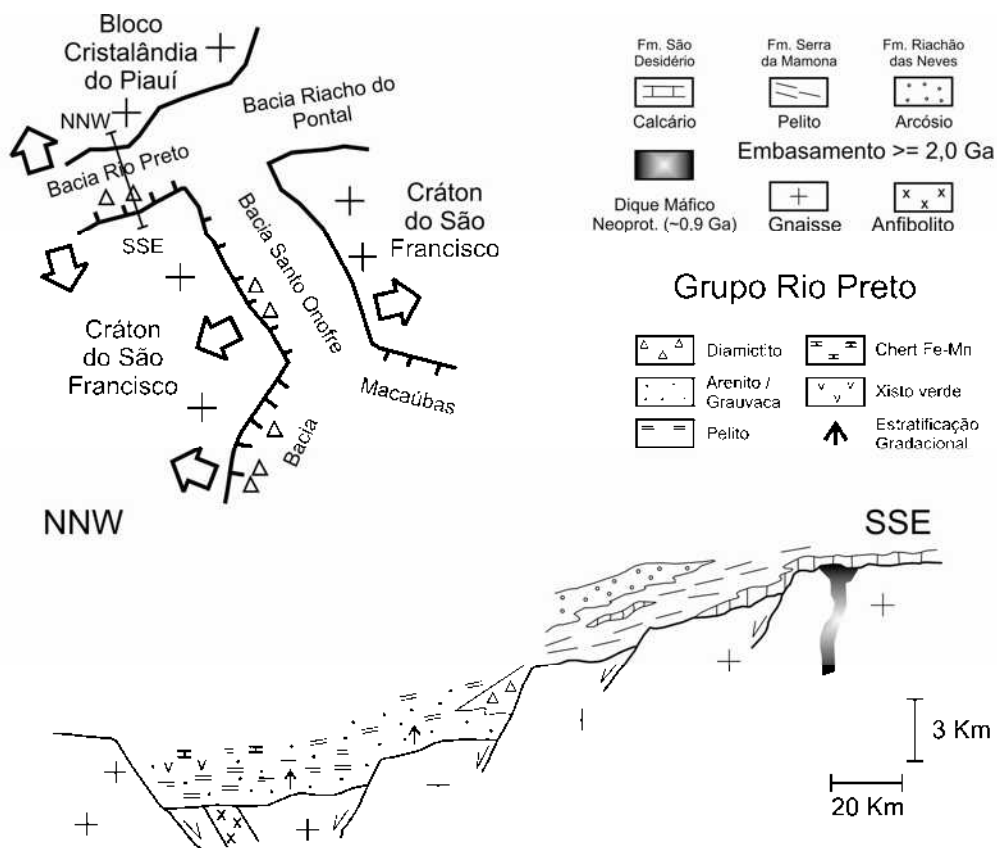 Bloco
Cristalândia
do Piauí
NNW
Bacia Riacho do
Pontal
Bacia Rio Preto
SSE
Cráton do São
Francisco
Bacia Santo Onofre
Cráton
do São
Francisco
Macaúbas
Bacia
Fm. São
Desidério
Calcário
Fm. Serra
da Mamona
Pelito
Fm. Riachão
das Neves
Arcósio
Embasamento >= 2,0 Ga
Dique Máfico
Neoprot. (~0.9 Ga)
Gnaisse
Anfibolito
Grupo Rio Preto
Diamictito
Chert Fe-Mn
Arenito /
Grauvaca
Xisto verde
Pelito
Estratificação
Gradacional
NNW
SSE
3 Km
20 Km